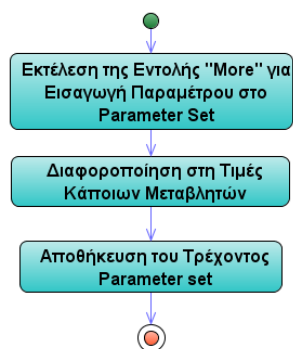 Εκτέλεση της Εντολής "More" για
Εισαγωγή Παραμέτρου στο
Parameter Set
Διαφοροποίηση στη Τιμές
Κάποιων Μεταβλητών
Αποθήκευση του Τρέχοντος
Parameter set